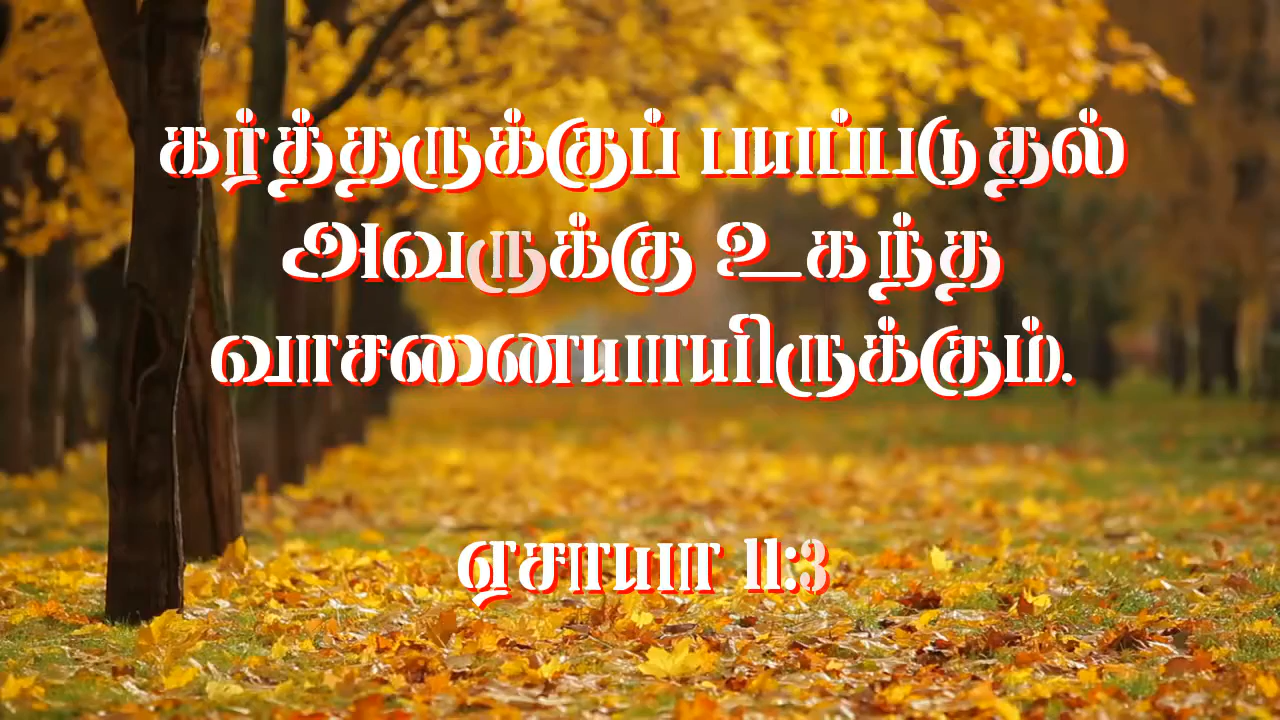 கர்த்தருக்குப் பயப்படுதல்
அவருக்கு உகந்த
வாசனையாயிருக்கும்.
ஏசாயா 11:3